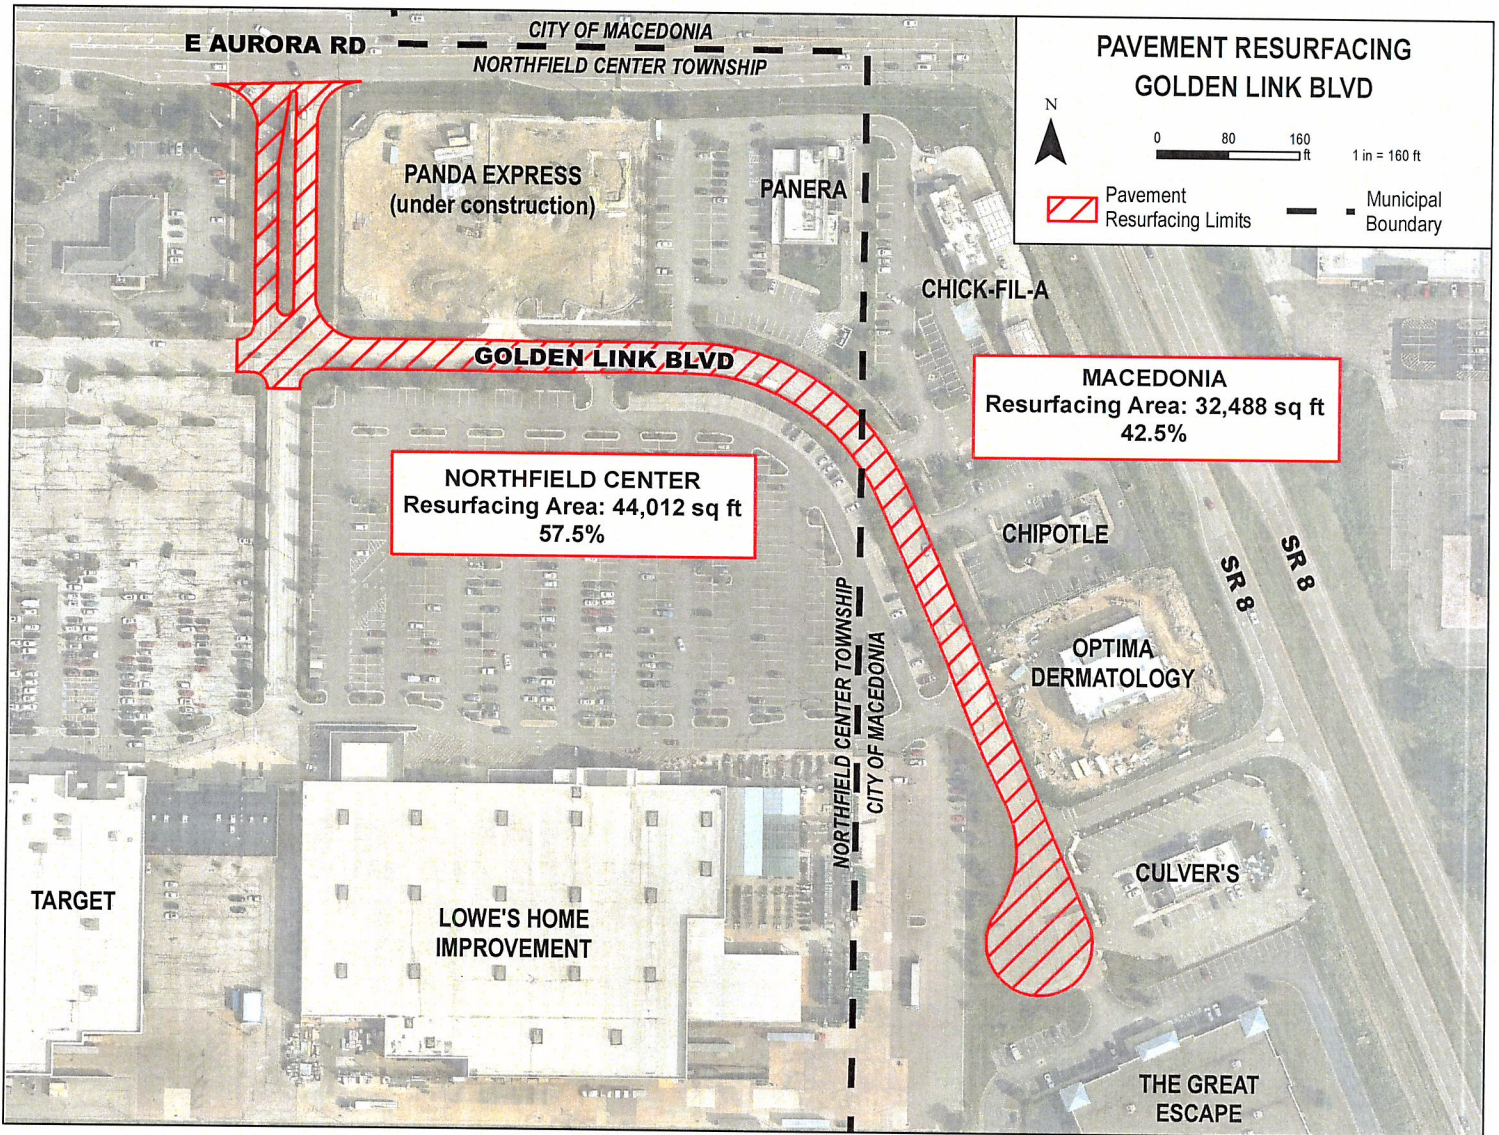 CITY OF MACEDONIA
E AURORA RD
NORTHFIELD CENTER TOWNSHIP
PAVEMENT RESURFACING
GOLDEN LINK BLVD
N
0 80 160
ft
1 in = 160 ft
Pavement
Resurfacing Limits
Municipal
Boundary
PANDA EXPRESS
(under construction)
PANERA
CHICK-FIL-A
GOLDEN LINK BLVD
MACEDONIA
Resurfacing Area: 32,488 sq ft
42.5%
NORTHFIELD CENTER
Resurfacing Area: 44,012 sq ft
57.5%
CHIPOTLE
SR 8
SR 8
NORTHFIELD CENTER TOWNSHIP
CITY OF MACEDONIA
OPTIMA
DERMATOLOGY
CULVER'S
TARGET
LOWE'S HOME
IMPROVEMENT
THE GREAT
ESCAPE